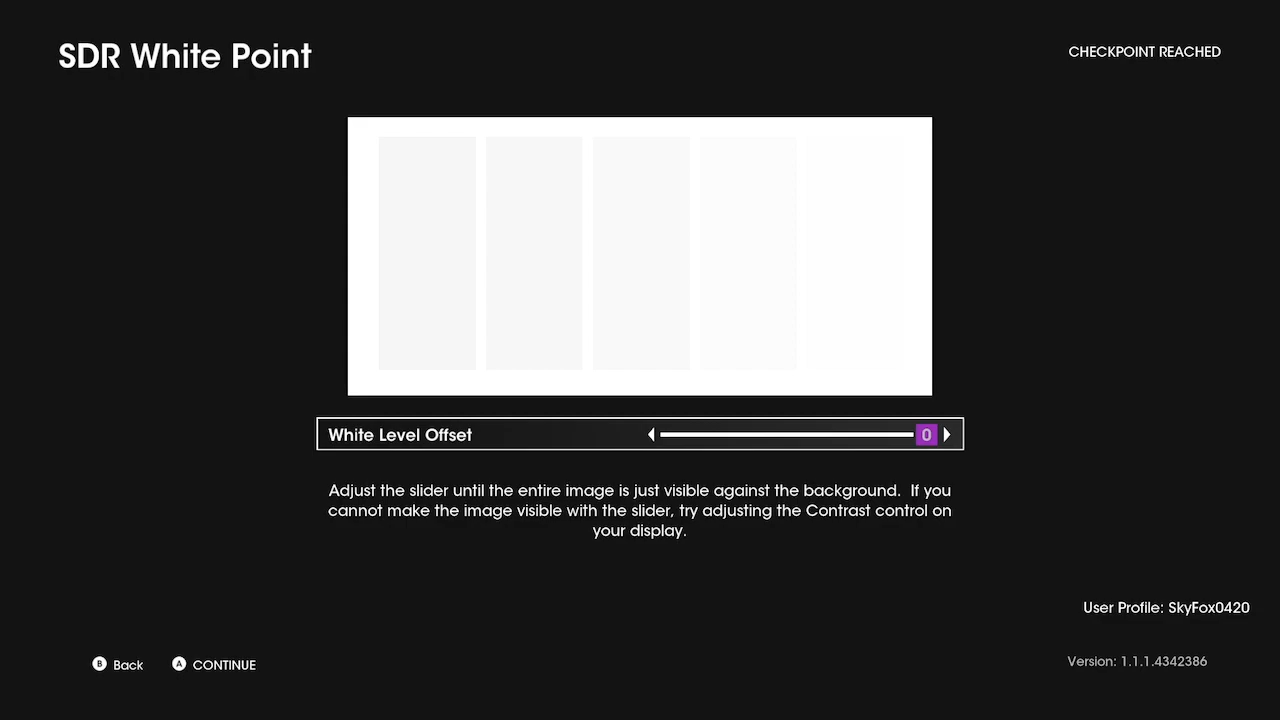 SDR White Point
CHECKPOINT REACHED
White Level Offset
0
Adjust the slider until the entire image is just visible against the background.  If you
cannot make the image visible with the slider, try adjusting the Contrast control on
your display.
User Profile: SkyFox0420
B Back
A CONTINUE
Version: 1.1.1.4342386